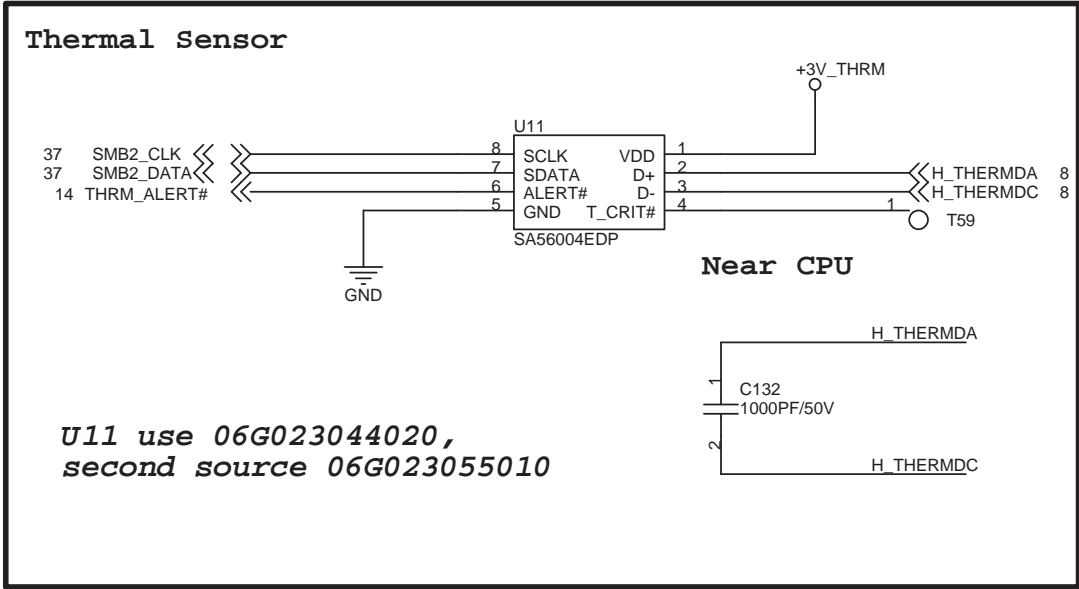 Thermal Sensor
+3V_THRM
U11
37 SMB2_CLK 8 SCLK VDD 1
37 SMB2_DATA 7 SDATA D+ 2 H_THERMDA 8
14 THRM_ALERT# 6 ALERT# D- 3 H_THERMDC 8
5 GND T_CRIT# 4 1 T59
SA56004EDP
GND
Near CPU
H_THERMDA
1
C132
1000PF/50V
2
H_THERMDC
U11 use 06G023044020,
second source 06G023055010